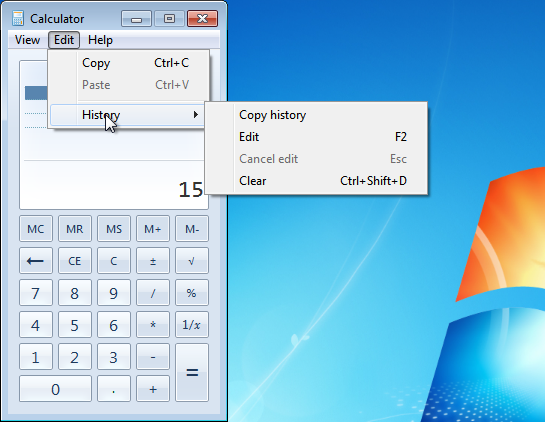 Calculator
View Edit Help
Copy Ctrl+C
Paste Ctrl+V
History
Copy history
Edit F2
Cancel edit Esc
Clear Ctrl+Shift+D
15
MC MR MS M+ M-
← CE C ± √
7 8 9 / %
4 5 6 * 1/x
1 2 3 - =
0 . +